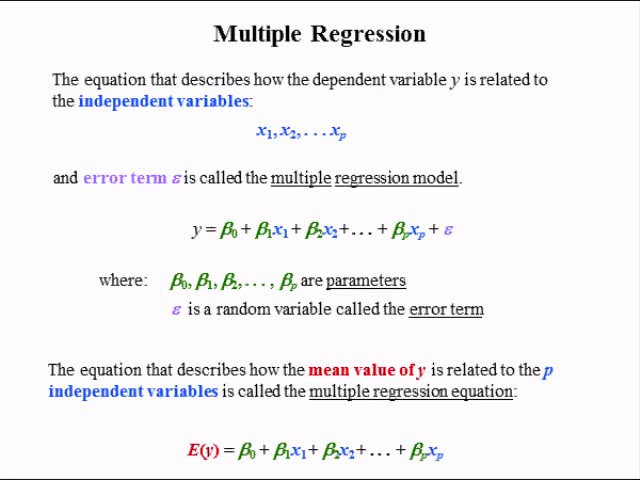 Multiple Regression
The equation that describes how the dependent variable y is related to
the independent variables:
x₁, x₂, . . . xₚ
and error term ε is called the multiple regression model.
y = β₀ + β₁x₁ + β₂x₂ + . . . + βₚxₚ + ε
where: β₀, β₁, β₂, . . . , βₚ are parameters
ε is a random variable called the error term
The equation that describes how the mean value of y is related to the p
independent variables is called the multiple regression equation:
E(y) = β₀ + β₁x₁ + β₂x₂ + . . . + βₚxₚ